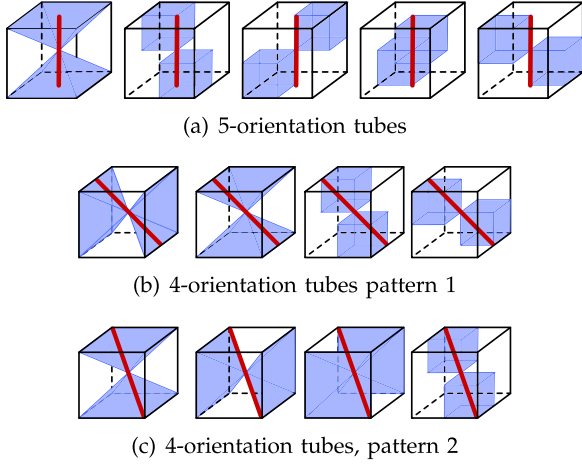 (a) 5-orientation tubes
(b) 4-orientation tubes pattern 1
(c) 4-orientation tubes, pattern 2